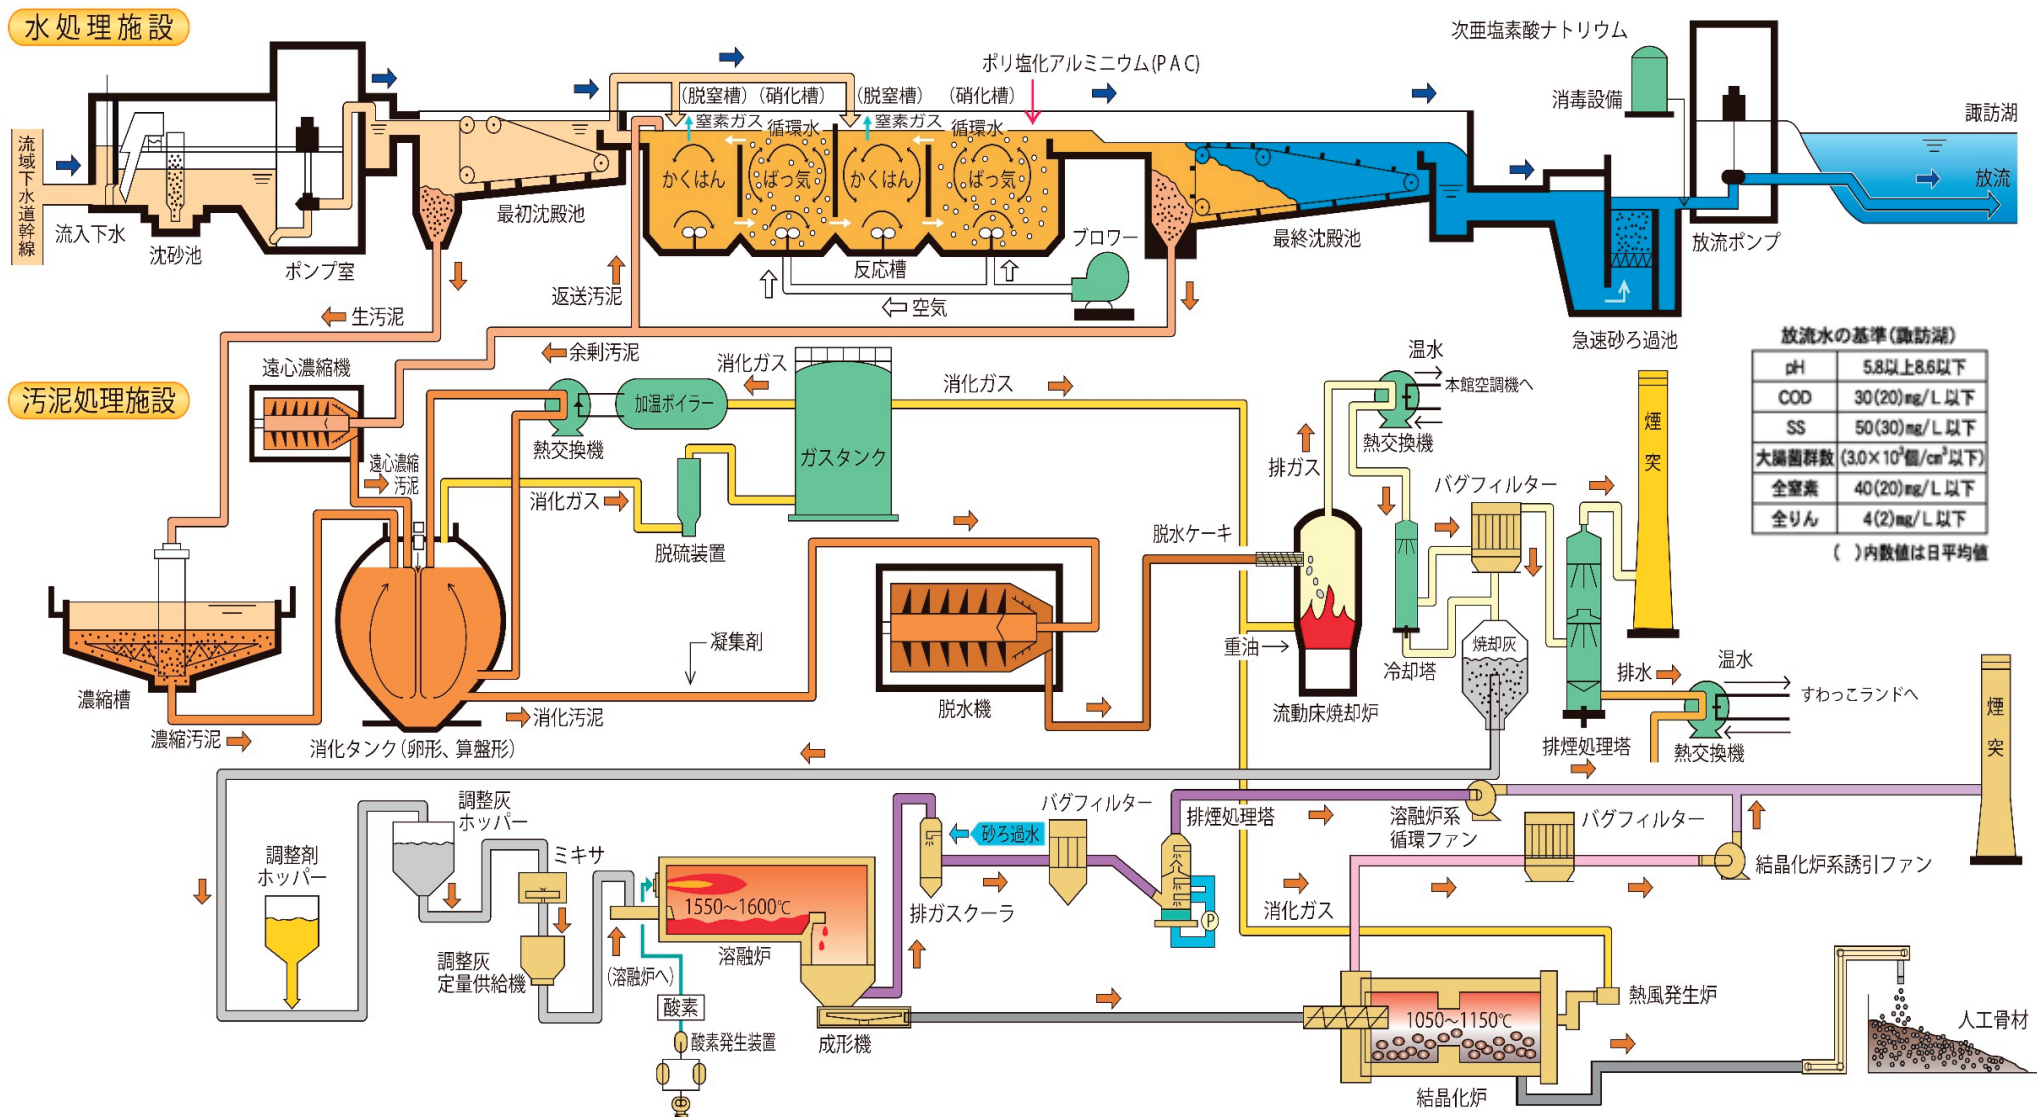 水処理施設
次亜塩素酸ナトリウム
ポリ塩化アルミニウム(PAC)
(脱窒槽)
(硝化槽)
(脱窒槽)
(硝化槽)
消毒設備
諏訪湖
窒素ガス
循環水
窒素ガス
循環水
流域下水道幹線
かくはん
ばっ気
かくはん
ばっ気
放流
流入下水
沈砂池
ポンプ室
最初沈殿池
反応槽
ブロワー
最終沈殿池
放流ポンプ
返送汚泥
空気
生汚泥
急速砂ろ過池
余剰汚泥
放流水の基準(諏訪湖)
pH 5.8以上8.6以下
COD 30(20)mg/L以下
SS 50(30)mg/L以下
大腸菌群数 (3.0×10³個/cm³以下)
全窒素 40(20)mg/L以下
全りん 4(2)mg/L以下
( )内数値は日平均値
汚泥処理施設
遠心濃縮機
消化ガス
消化ガス
温水
本館空調機へ
加温ボイラー
熱交換機
ガスタンク
熱交換機
煙突
遠心濃縮
汚泥
消化ガス
脱硫装置
排ガス
バグフィルター
脱水ケーキ
凝集剤
重油
冷却塔
焼却灰
濃縮槽
消化汚泥
脱水機
流動床焼却炉
排水
温水
すわっこランドへ
濃縮汚泥
消化タンク(卵形、算盤形)
排煙処理塔
熱交換機
煙突
調整灰
ホッパー
バグフィルター
排煙処理塔
溶融炉系
循環ファン
バグフィルター
砂ろ過水
調整剤
ホッパー
ミキサ
結晶化炉系誘引ファン
1550～1600℃
排ガスクーラ
消化ガス
P
溶融炉
調整灰
定量供給機
(溶融炉へ)
酸素
熱風発生炉
1050～1150℃
人工骨材
酸素発生装置
成形機
結晶化炉